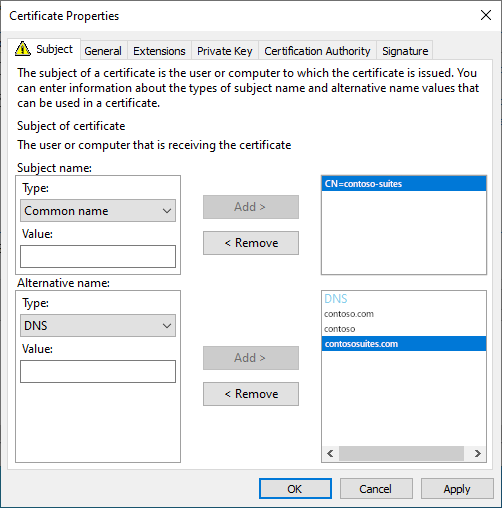 Certificate Properties
Subject
General
Extensions
Private Key
Certification Authority
Signature
The subject of a certificate is the user or computer to which the certificate is issued. You
can enter information about the types of subject name and alternative name values that
can be used in a certificate.
Subject of certificate
The user or computer that is receiving the certificate
Subject name:
Type:
Common name
Value:
Add >
< Remove
CN=contoso-suites
Alternative name:
Type:
DNS
Value:
Add >
< Remove
DNS
contoso.com
contoso
contososuites.com
OK
Cancel
Apply